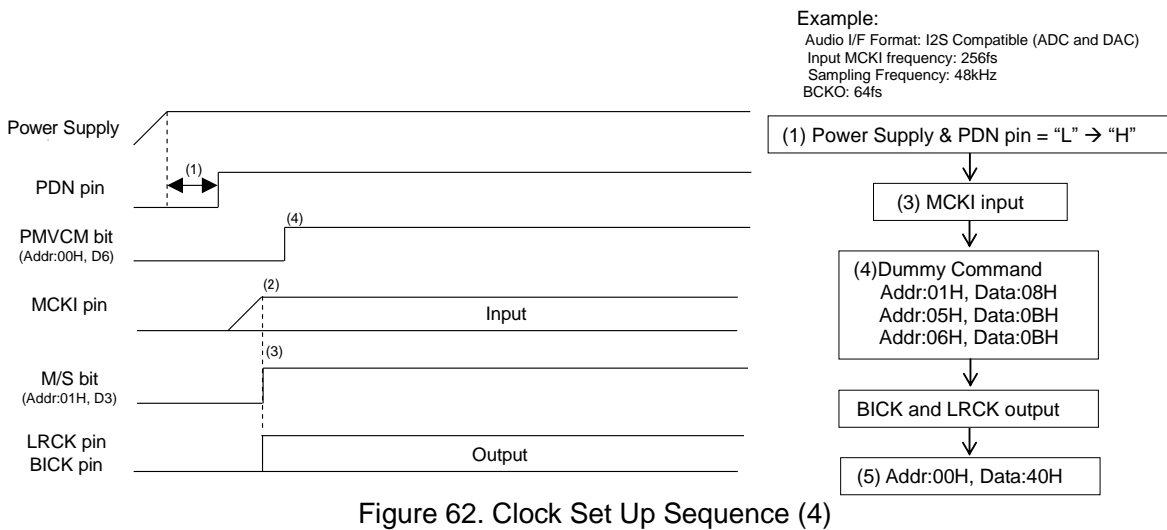 Example:
Audio I/F Format: I2S Compatible (ADC and DAC)
Input MCKI frequency: 256fs
Sampling Frequency: 48kHz
BCKO: 64fs
Power Supply
(1)
PDN pin
PMVCM bit
(Addr:00H, D6)
(4)
MCKI pin
(2)
Input
(3)
M/S bit
(Addr:01H, D3)
LRCK pin
BICK pin
Output
(1) Power Supply & PDN pin = “L” → “H”
(3) MCKI input
(4)Dummy Command
Addr:01H, Data:08H
Addr:05H, Data:0BH
Addr:06H, Data:0BH
BICK and LRCK output
(5) Addr:00H, Data:40H
Figure 62. Clock Set Up Sequence (4)